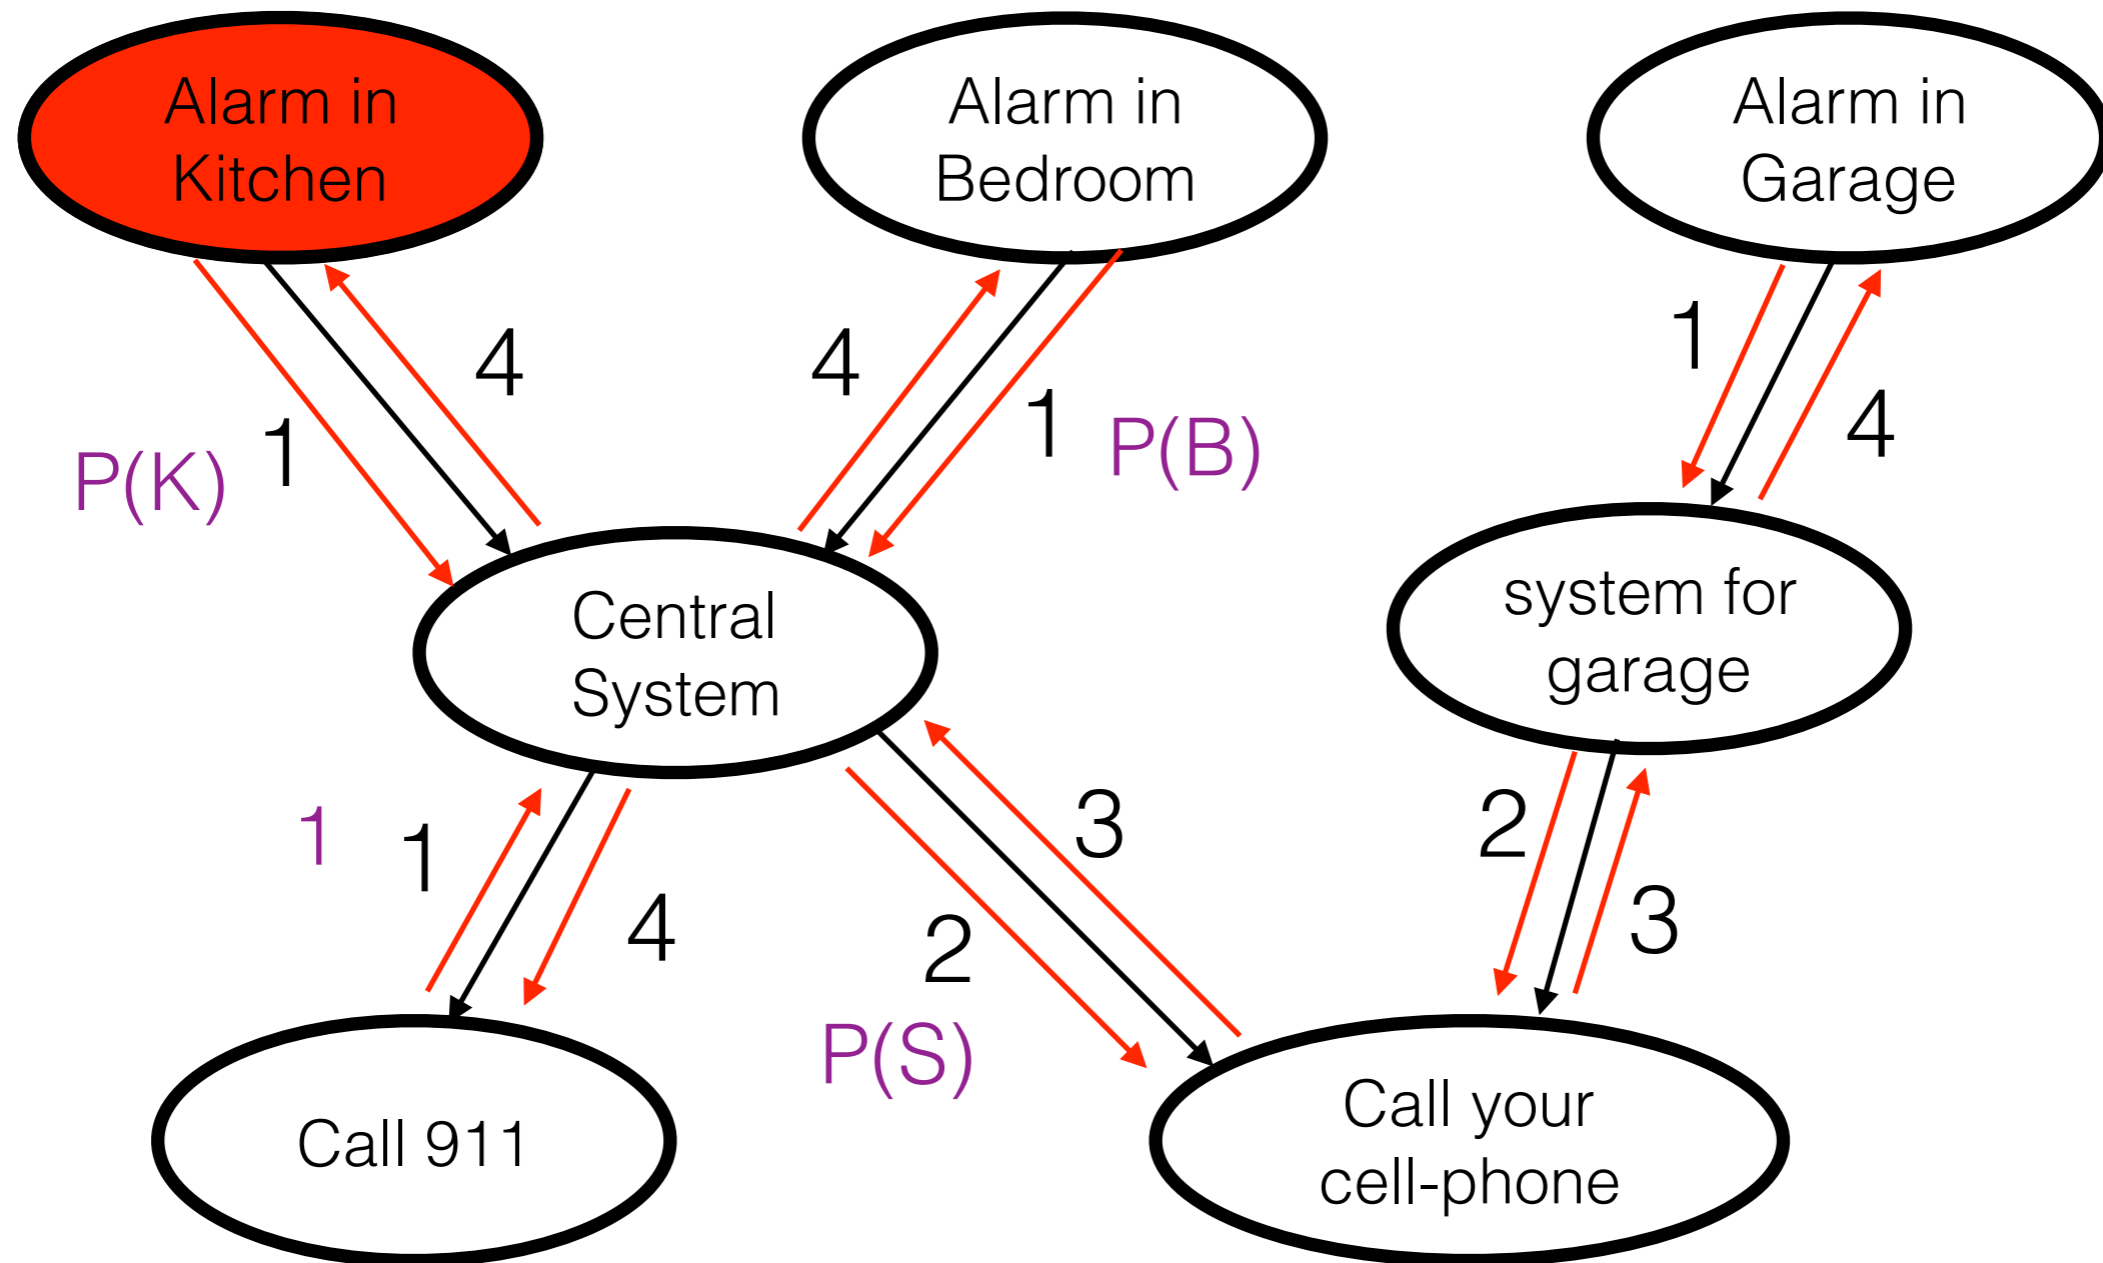 Alarm in
Kitchen
Alarm in
Bedroom
Alarm in
Garage
4
4
1
1
P(K)
1
P(B)
4
Central
System
system for
garage
1
1
4
3
2
P(S)
2
3
Call 911
Call your
cell-phone